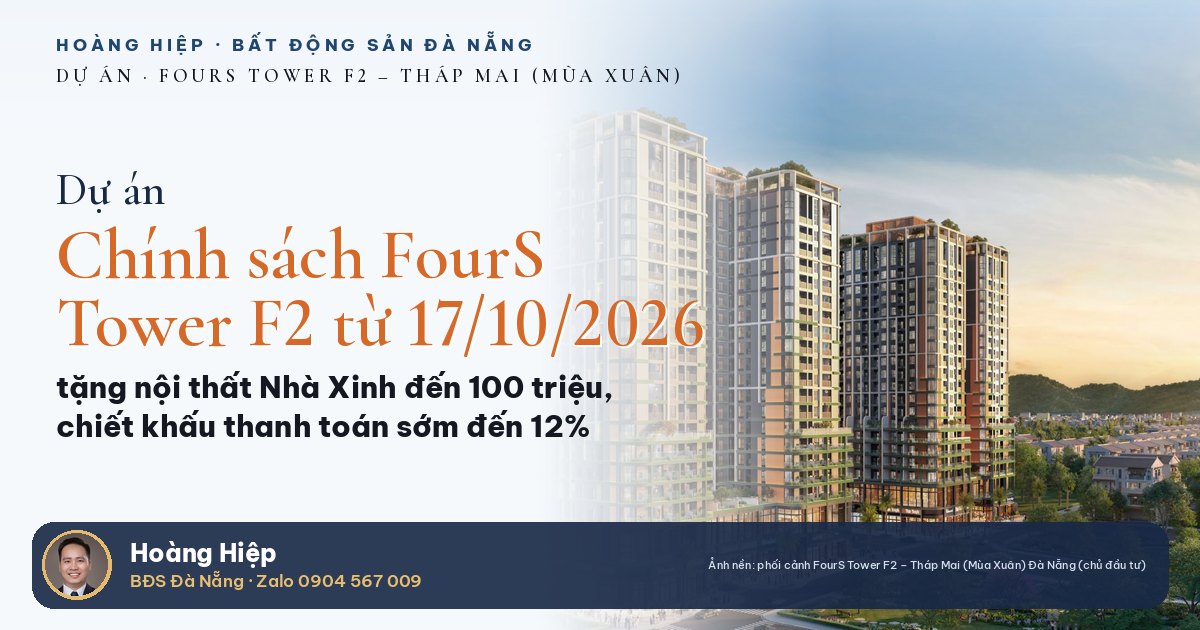 HOÀNG HIỆP · BẤT ĐỘNG SẢN ĐÀ NẴNG
DỰ ÁN · FOURS TOWER F2 – THÁP MAI (MÙA XUÂN)
Dự án
Chính sách FourS
Tower F2 từ 17/10/2026
tặng nội thất Nhà Xinh đến 100 triệu,
chiết khấu thanh toán sớm đến 12%
Hoàng Hiệp
BĐS Đà Nẵng · Zalo 0904 567 009
Ảnh nền: phối cảnh FourS Tower F2 – Tháp Mai (Mùa Xuân) Đà Nẵng (chủ đầu tư)